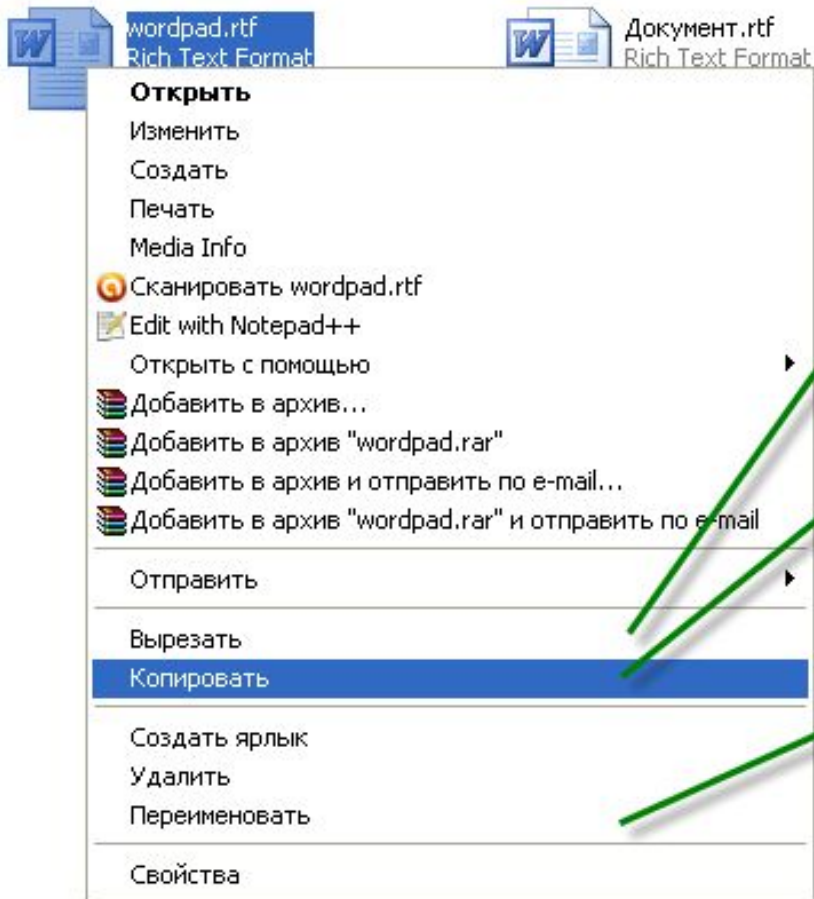 wordpad.rtf
Rich Text Format
Документ.rtf
Rich Text Format
Открыть
Изменить
Создать
Печать
Media Info
Сканировать wordpad.rtf
Edit with Notepad++
Открыть с помощью
Добавить в архив...
Добавить в архив "wordpad.rar"
Добавить в архив и отправить по e-mail...
Добавить в архив "wordpad.rar" и отправить по e-mail
Отправить
Вырезать
Копировать
Создать ярлык
Удалить
Переименовать
Свойства